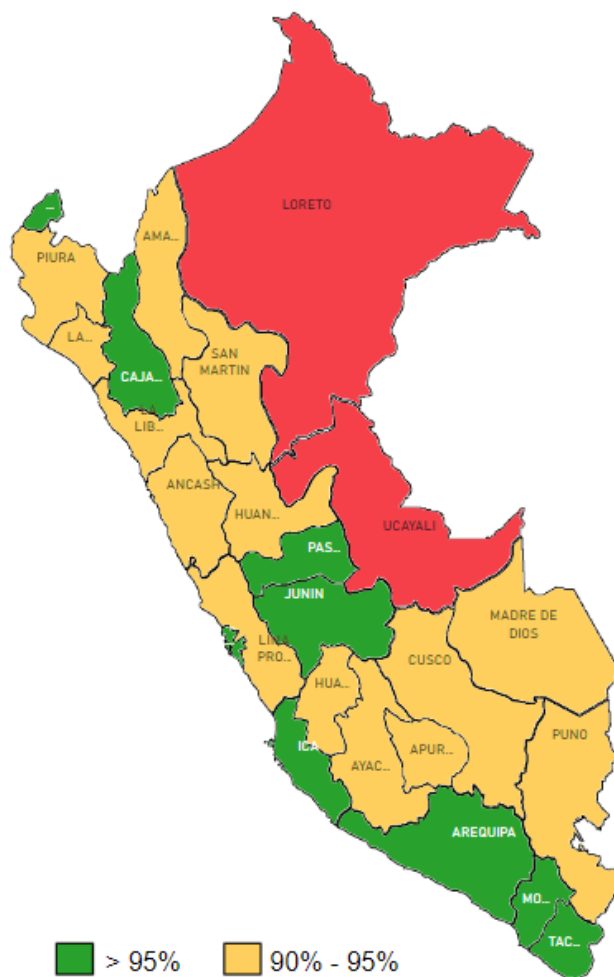 LORETO
...
AMA...
PIURA
LA...
SAN
MARTIN
CAJA...
LA
LIB...
ANCASH
HUAN...
UCAYALI
PAS...
JUNIN
MADRE DE
DIOS
LIMA
PRO...
CUSCO
HUA...
ICA
PUNO
APUR...
AYAC...
AREQUIPA
MO...
TAC...
> 95%
90% - 95%